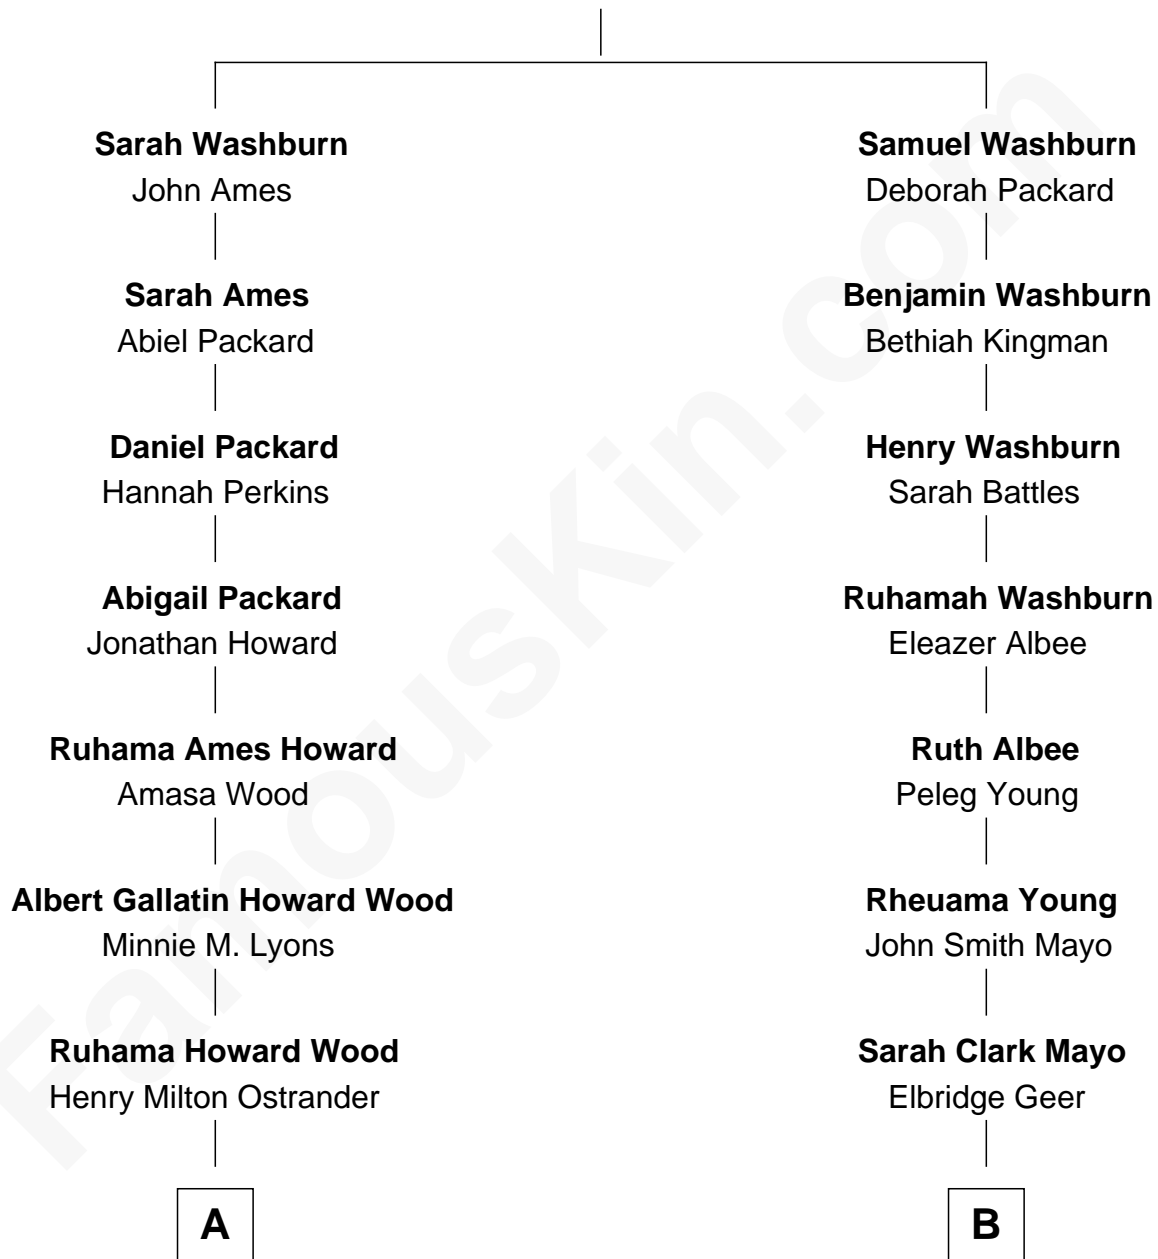 Sarah Washburn
John Ames
Samuel Washburn
Deborah Packard
Sarah Ames
Abiel Packard
Benjamin Washburn
Bethiah Kingman
Daniel Packard
Hannah Perkins
Henry Washburn
Sarah Battles
Abigail Packard
Jonathan Howard
Ruhamah Washburn
Eleazer Albee
Ruhama Ames Howard
Amasa Wood
Ruth Albee
Peleg Young
Albert Gallatin Howard Wood
Minnie M. Lyons
Rheuama Young
John Smith Mayo
Ruhama Howard Wood
Henry Milton Ostrander
Sarah Clark Mayo
Elbridge Geer
A
B
FamousKin.com